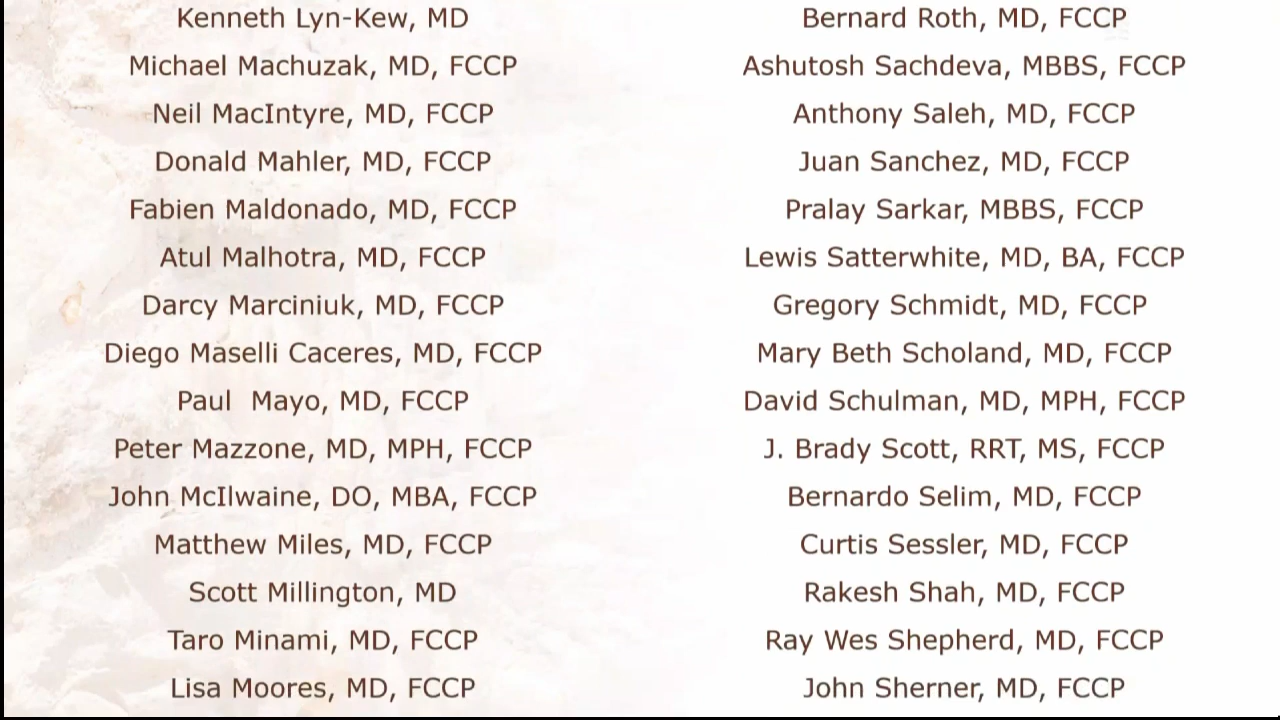 Kenneth Lyn-Kew, MD
Michael Machuzak, MD, FCCP
Neil MacIntyre, MD, FCCP
Donald Mahler, MD, FCCP
Fabien Maldonado, MD, FCCP
Atul Malhotra, MD, FCCP
Darcy Marciniuk, MD, FCCP
Diego Maselli Caceres, MD, FCCP
Paul  Mayo, MD, FCCP
Peter Mazzone, MD, MPH, FCCP
John McIlwaine, DO, MBA, FCCP
Matthew Miles, MD, FCCP
Scott Millington, MD
Taro Minami, MD, FCCP
Lisa Moores, MD, FCCP
Bernard Roth, MD, FCCP
Ashutosh Sachdeva, MBBS, FCCP
Anthony Saleh, MD, FCCP
Juan Sanchez, MD, FCCP
Pralay Sarkar, MBBS, FCCP
Lewis Satterwhite, MD, BA, FCCP
Gregory Schmidt, MD, FCCP
Mary Beth Scholand, MD, FCCP
David Schulman, MD, MPH, FCCP
J. Brady Scott, RRT, MS, FCCP
Bernardo Selim, MD, FCCP
Curtis Sessler, MD, FCCP
Rakesh Shah, MD, FCCP
Ray Wes Shepherd, MD, FCCP
John Sherner, MD, FCCP